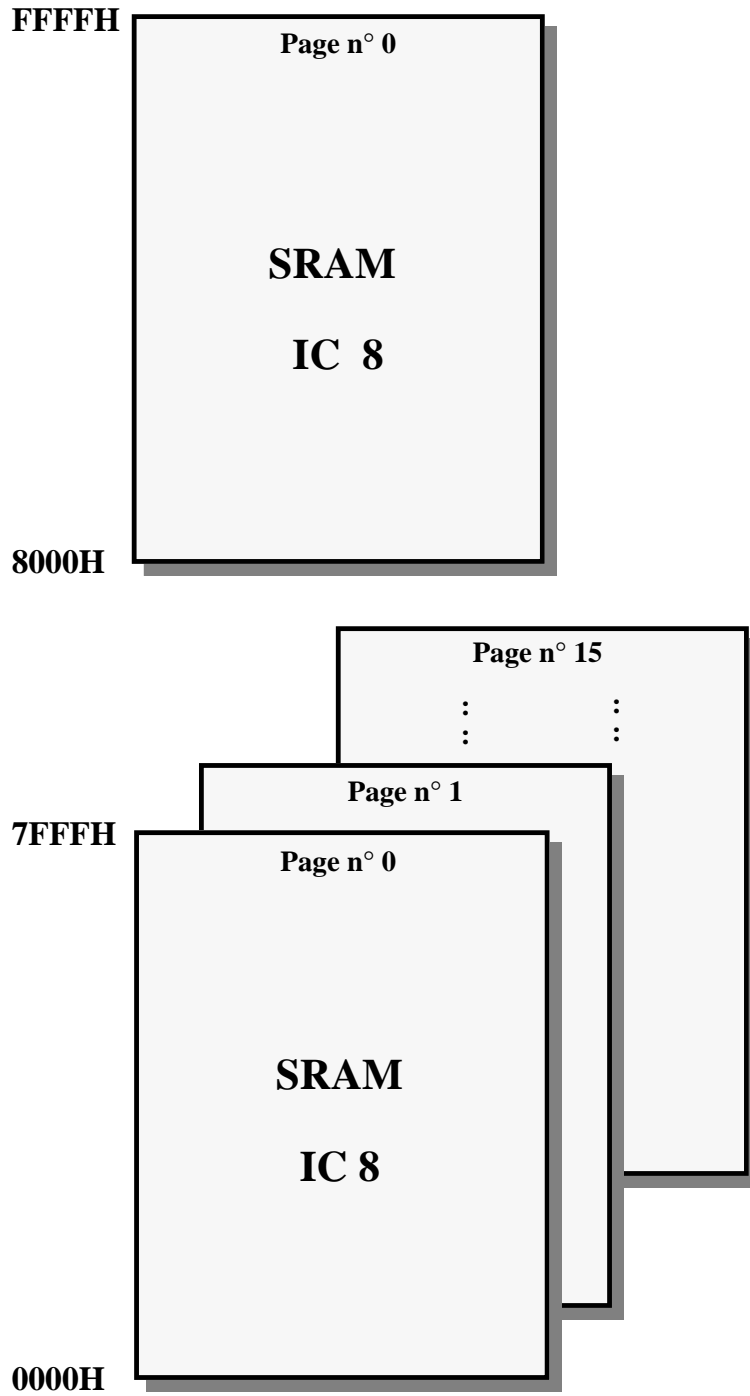 FFFFH
Page n° 0
SRAM
IC 8
8000H
Page n° 15
: :
: :
Page n° 1
7FFFH
Page n° 0
SRAM
IC 8
0000H